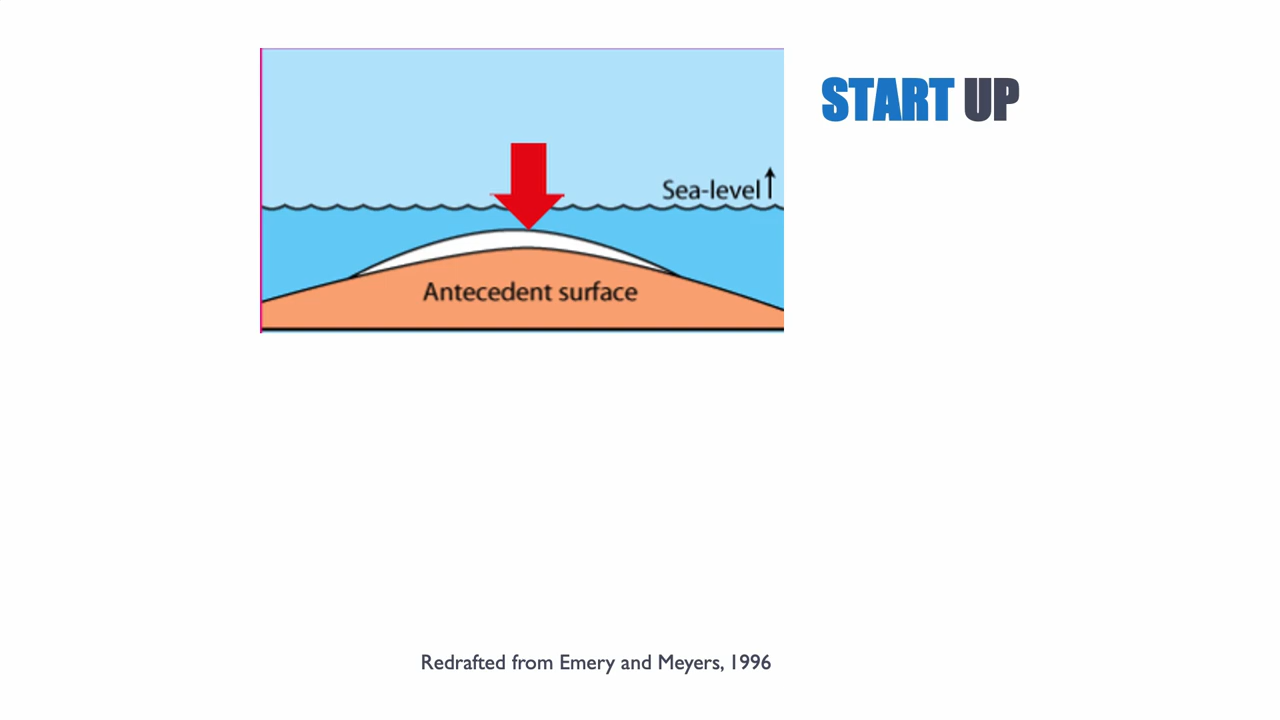 START UP
Sea-level
Antecedent surface
Redrafted from Emery and Meyers, 1996